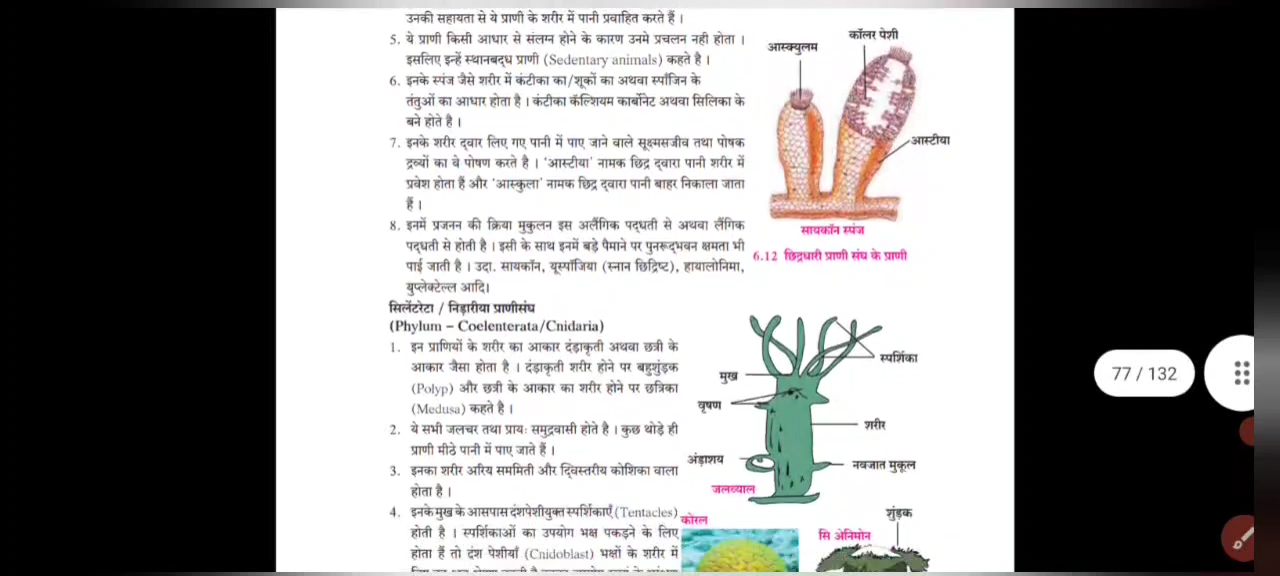 उनकी सहायता से ये प्राणी के शरीर में पानी प्रवाहित करते हैं ।
5. ये प्राणी किसी आधार से संलग्न होने के कारण उनमे प्रचलन नही होता ।
इसलिए इन्हें स्थानबद्ध प्राणी (Sedentary animals) कहते है ।
6. इनके स्पंज जैसे शरीर में कंटीका का/शूकों का अथवा स्पाँजिन के
तंतुओं का आधार होता है । कंटीका कॅल्शियम कार्बोनेट अथवा सिलिका के
बने होते है ।
7. इनके शरीर द्वार लिए गए पानी में पाए जाने वाले सूक्ष्मसजीव तथा पोषक
द्रव्यों का वे पोषण करते है । 'आस्टीया' नामक छिद्र द्वारा पानी शरीर में
प्रवेश होता हैं और 'आस्कुला' नामक छिद्र द्वारा पानी बाहर निकाला जाता
हैं ।
8. इनमें प्रजनन की क्रिया मुकुलन इस अलैंगिक पद्धती से अथवा लैंगिक
पद्धती से होती है । इसी के साथ इनमें बड़े पैमाने पर पुनरूद्भवन क्षमता भी
पाई जाती है । उदा. सायकॉन, यूस्पाँजिया (स्नान छिद्रिष्ट), हायालोनिमा,
युप्लेक्टेल्ल आदि।
आस्क्युलम
कॉलर पेशी
आस्टीया
सायकॉन स्पंज
6.12 छिद्रधारी प्राणी संघ के प्राणी
सिलेंटरेटा / निड़ारीया प्राणीसंघ
(Phylum – Coelenterata/Cnidaria)
1. इन प्राणियों के शरीर का आकार दंड़ाकृती अथवा छत्री के
आकार जैसा होता है । दंड़ाकृती शरीर होने पर बहुशुंड़क
(Polyp) और छत्री के आकार का शरीर होने पर छत्रिका
(Medusa) कहते है ।
2. ये सभी जलचर तथा प्रायः समुद्रवासी होते है । कुछ थोड़े ही
प्राणी मीठे पानी में पाए जाते हैं ।
3. इनका शरीर अरिय सममिती और द्विस्तरीय कोशिका वाला
होता है ।
4. इनके मुख के आसपास दंशपेशीयुक्त स्पर्शिकाएँ (Tentacles)
होती है । स्पर्शिकाओं का उपयोग भक्ष पकड़ने के लिए
होता हैं तो दंश पेशीयाँ (Cnidoblast) भक्षों के शरीर में
स्पर्शिका
मुख
वृषण
शरीर
अंड़ाशय
नवजात मुकूल
जलव्याल
कोरल
शुंड़क
सि अेनिमोन
77 / 132